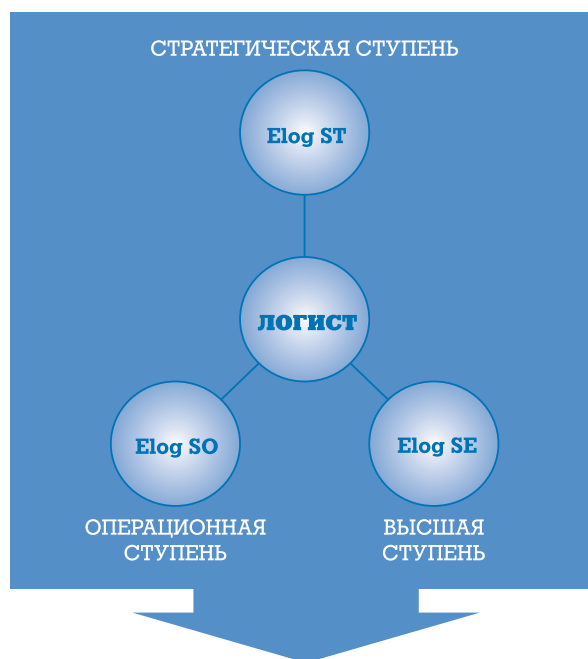 СТРАТЕГИЧЕСКАЯ СТУПЕНЬ
Elog ST
ЛОГИСТ
Elog SO
Elog SE
ОПЕРАЦИОННАЯ
СТУПЕНЬ
ВЫСШАЯ
СТУПЕНЬ